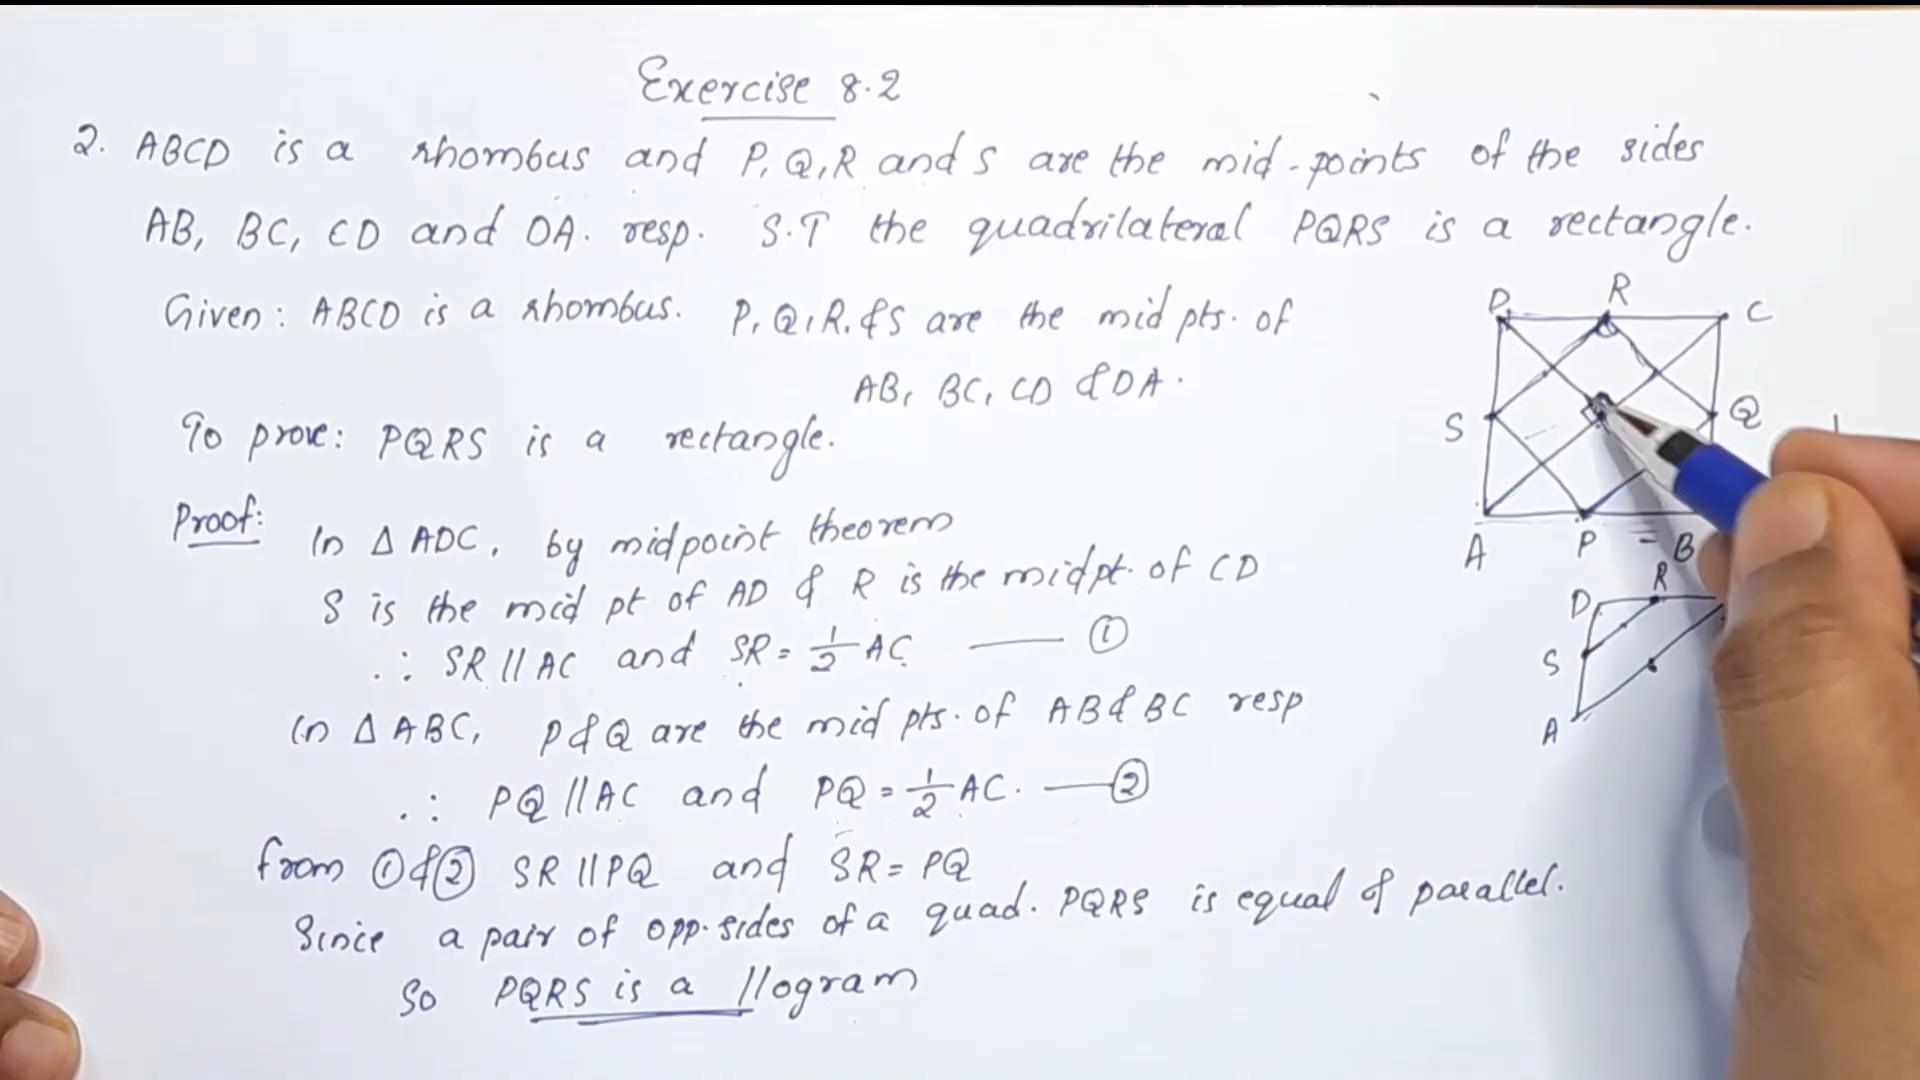 Exercise 8.2
2. ABCD is a rhombus and P, Q, R and S are the mid-points of the sides
AB, BC, CD and DA. resp. S.T the quadrilateral PQRS is a rectangle.
Given: ABCD is a rhombus. P, Q, R. & S are the mid pts. of
AB, BC, CD & DA.
To prove: PQRS is a rectangle.
Proof: In Δ ADC, by midpoint theorem
S is the mid pt of AD & R is the midpt. of CD
∴ SR // AC and SR = 1/2 AC. —— ①
In Δ ABC, P & Q are the mid pts. of AB & BC resp
∴ PQ // AC and PQ = 1/2 AC. —— ②
from ① & ② SR // PQ and SR = PQ
Since a pair of opp. sides of a quad. PQRS is equal & parallel.
So PQRS is a //ogram
D R C
S Q
A P B
D R
S
A